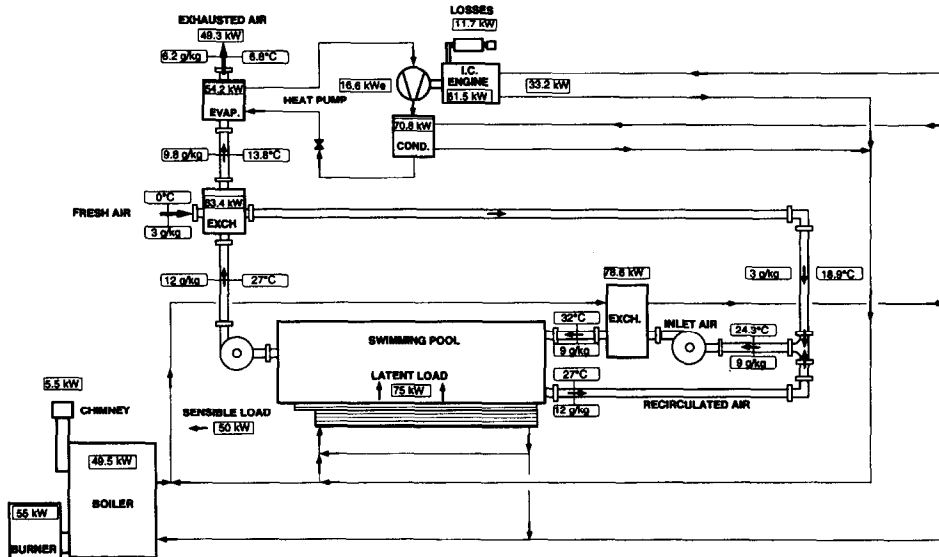 LOSSES
11.7 kW
EXHAUSTED AIR
49.3 kW
6.2 g/kg
6.8°C
I.C.
ENGINE
61.5 kW
16.6 kWe
33.2 kW
54.2 kW
EVAP.
HEAT PUMP
70.8 kW
COND.
9.8 g/kg
13.8°C
0°C
FRESH AIR
3 g/kg
63.4 kW
EXCH
12 g/kg
27°C
78.6 kW
EXCH.
3 g/kg
18.9°C
32°C
9 g/kg
INLET AIR
24.3°C
9 g/kg
SWIMMING POOL
LATENT LOAD
75 kW
27°C
12 g/kg
RECIRCULATED AIR
5.5 kW
CHIMNEY
SENSIBLE LOAD
50 kW
49.5 kW
BOILER
55 kW
BURNER